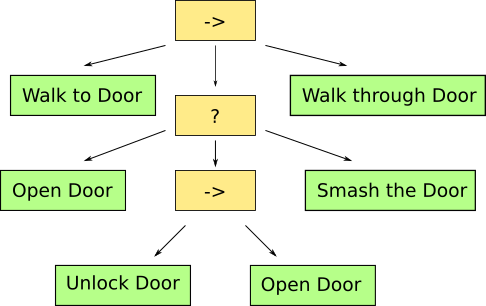 ->
Walk to Door
Walk through Door
?
Open Door
->
Smash the Door
Unlock Door
Open Door